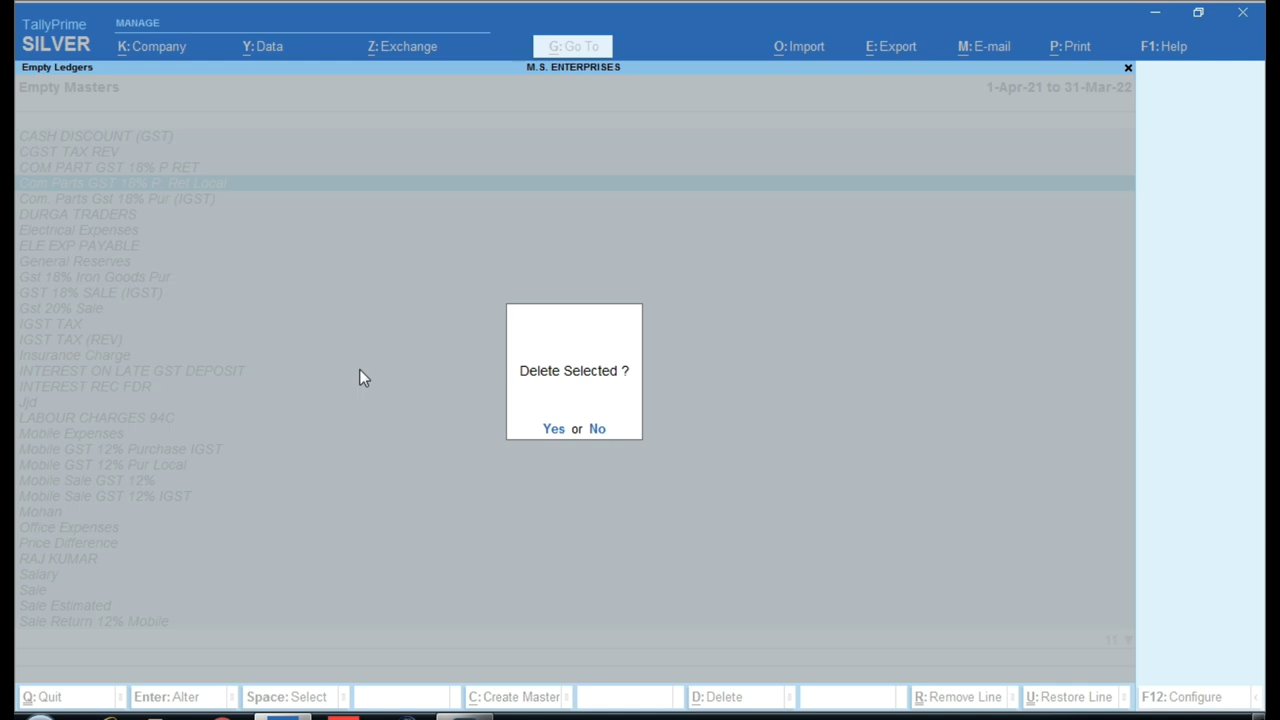 TallyPrime MANAGE
SILVER K: Company Y: Data Z: Exchange G: Go To O: Import E: Export M: E-mail P: Print F1: Help
Empty Ledgers M.S. ENTERPRISES
Empty Masters 1-Apr-21 to 31-Mar-22
CASH DISCOUNT (GST)
CGST TAX REV
COM PART GST 18% P RET
Com Parts GST 18% P. Ret Local
Com. Parts Gst 18% Pur (IGST)
DURGA TRADERS
Electrical Expenses
ELE EXP PAYABLE
General Reserves
Gst 18% Iron Goods Pur
GST 18% SALE (IGST)
Gst 20% Sale
IGST TAX
IGST TAX (REV)
Insurance Charge
INTEREST ON LATE GST DEPOSIT
INTEREST REC FDR
Jjd
LABOUR CHARGES 94C
Mobile Expenses
Mobile GST 12% Purchase IGST
Mobile GST 12% Pur Local
Mobile Sale GST 12%
Mobile Sale GST 12% IGST
Mohan
Office Expenses
Price Difference
RAJ KUMAR
Salary
Sale
Sale Estimated
Sale Return 12% Mobile
Delete Selected ?
Yes or No
11
Q: Quit Enter: Alter Space: Select C: Create Master D: Delete R: Remove Line U: Restore Line F12: Configure